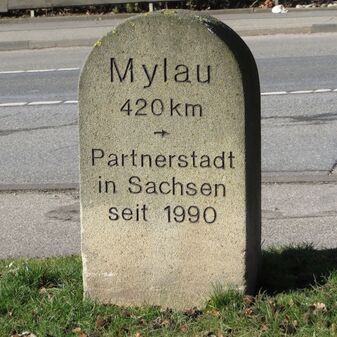 Mylau
420 km
→
Partnerstadt
in Sachsen
seit 1990